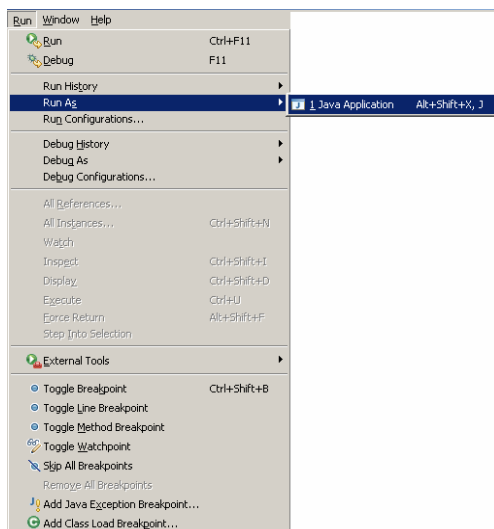 Run Window Help
Run Ctrl+F11
Debug F11
Run History
Run As
1 Java Application Alt+Shift+X, J
Run Configurations...
Debug History
Debug As
Debug Configurations...
All References...
All Instances... Ctrl+Shift+N
Watch
Inspect Ctrl+Shift+I
Display Ctrl+Shift+D
Execute Ctrl+U
Force Return Alt+Shift+F
Step Into Selection
External Tools
Toggle Breakpoint Ctrl+Shift+B
Toggle Line Breakpoint
Toggle Method Breakpoint
Toggle Watchpoint
Skip All Breakpoints
Remove All Breakpoints
Add Java Exception Breakpoint...
Add Class Load Breakpoint...